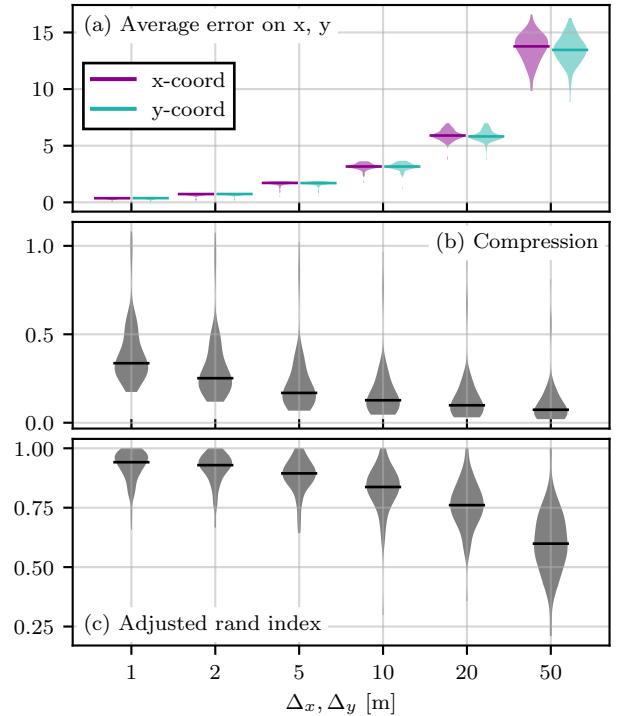 (a) Average error on x, y
x-coord
y-coord
15
10
5
0
(b) Compression
1.0
0.5
0.0
1.00
0.75
0.50
0.25
(c) Adjusted rand index
1 2 5 10 20 50
Δx, Δy [m]